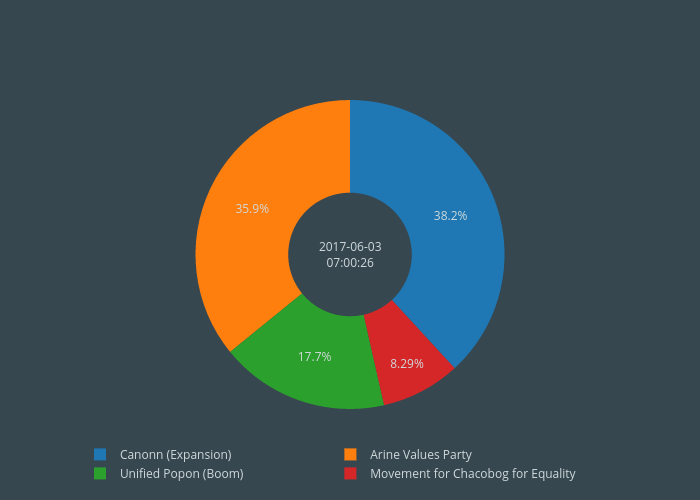 35.9%
38.2%
2017-06-03
07:00:26
17.7%
8.29%
Canonn (Expansion)
Arine Values Party
Unified Popon (Boom)
Movement for Chacobog for Equality